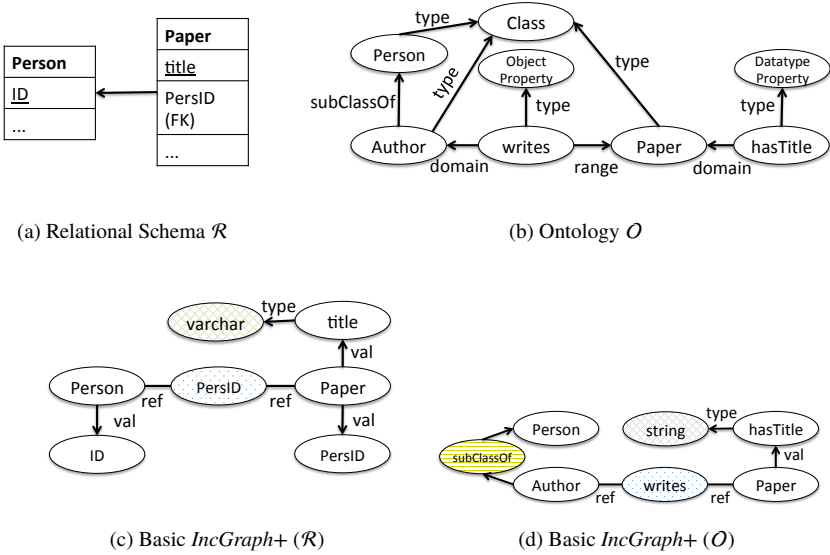 Person
ID
...
Paper
title
PersID
(FK)
...
(a) Relational Schema R
type
Class
Person
type
type
Object
Property
Datatype
Property
subClassOf
type
type
Author
writes
Paper
hasTitle
domain
range
domain
(b) Ontology O
varchar
type
title
val
Person
PersID
Paper
ref
ref
val
val
ID
PersID
(c) Basic IncGraph+ (R)
Person
string
type
hasTitle
subClassOf
val
Author
writes
Paper
ref
ref
(d) Basic IncGraph+ (O)